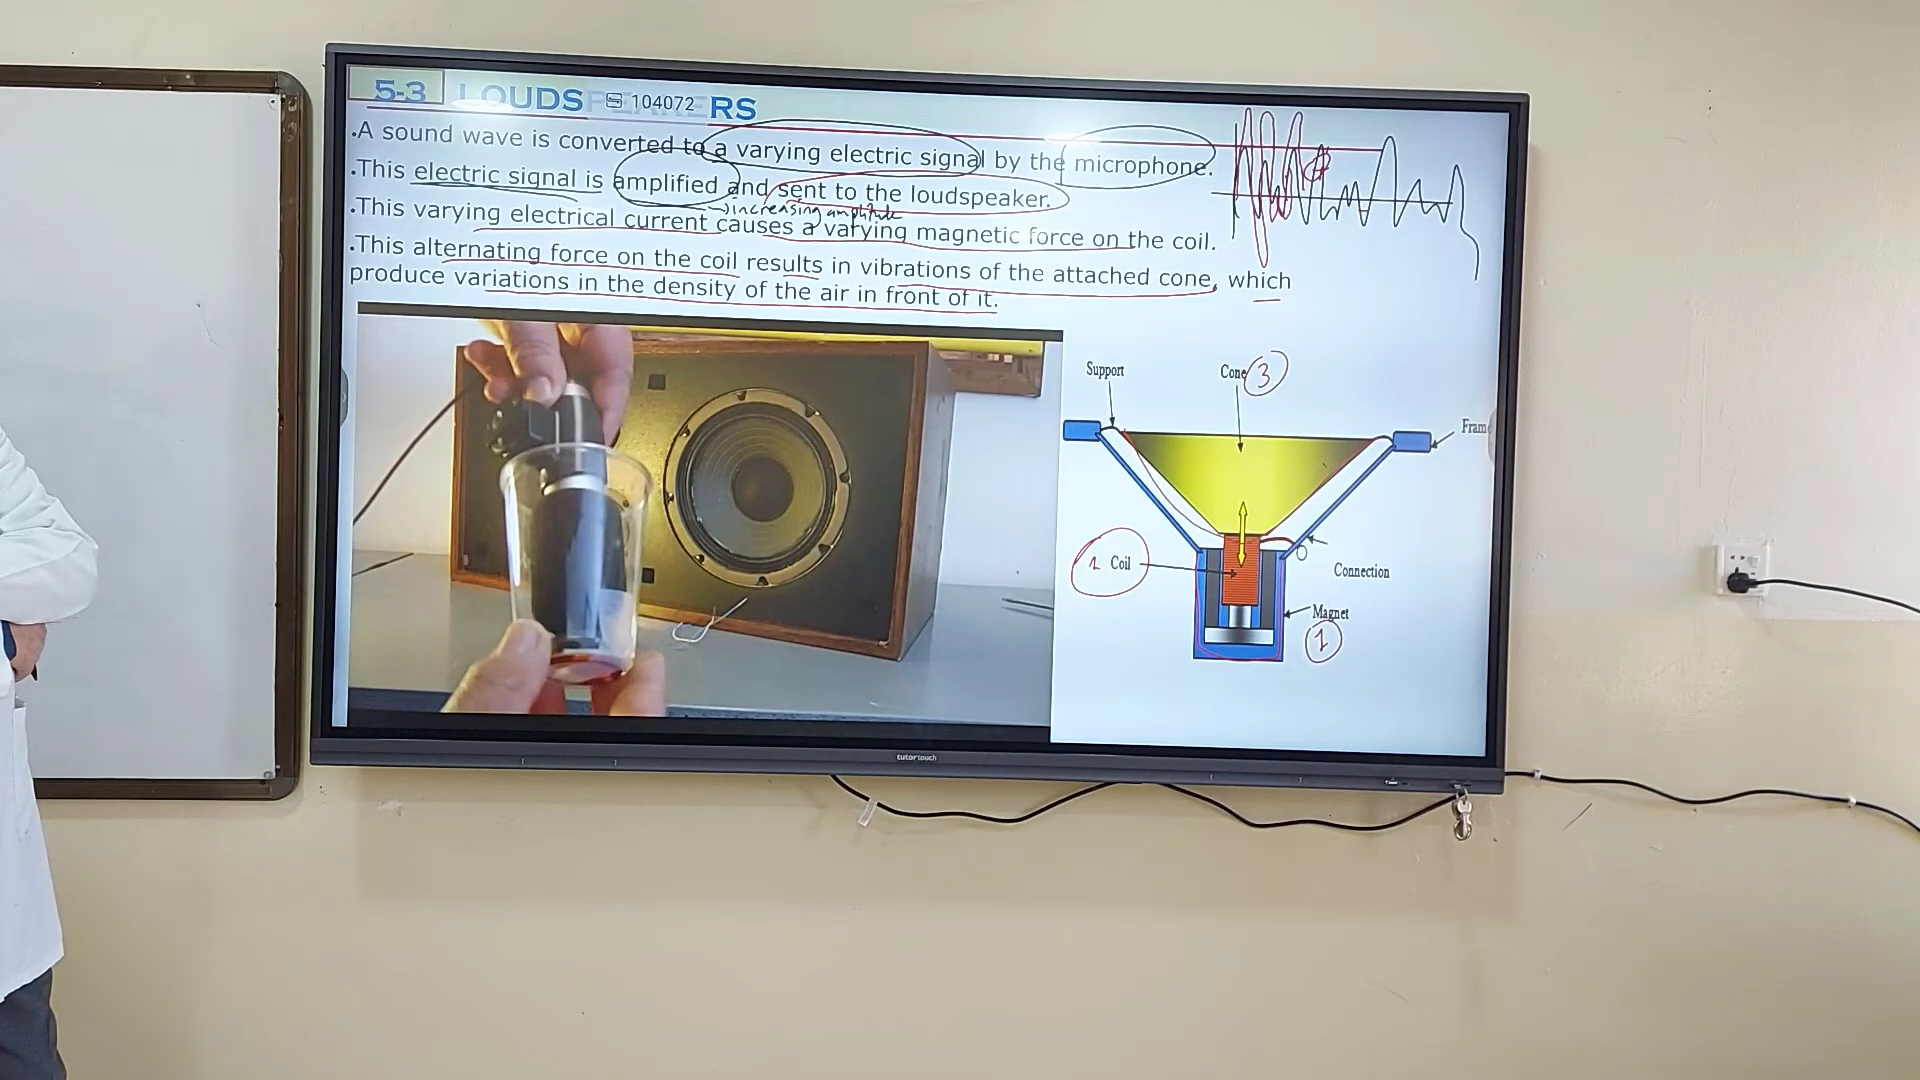 5-3 LOUDSPEAKERS
104072
.A sound wave is converted to a varying electric signal by the microphone.
.This electric signal is amplified and sent to the loudspeaker.
→increasing amplitude
.This varying electrical current causes a varying magnetic force on the coil.
.This alternating force on the coil results in vibrations of the attached cone, which
produce variations in the density of the air in front of it.
Support
Cone 3
Frame
1 Coil
Connection
Magnet
1
tutor touch